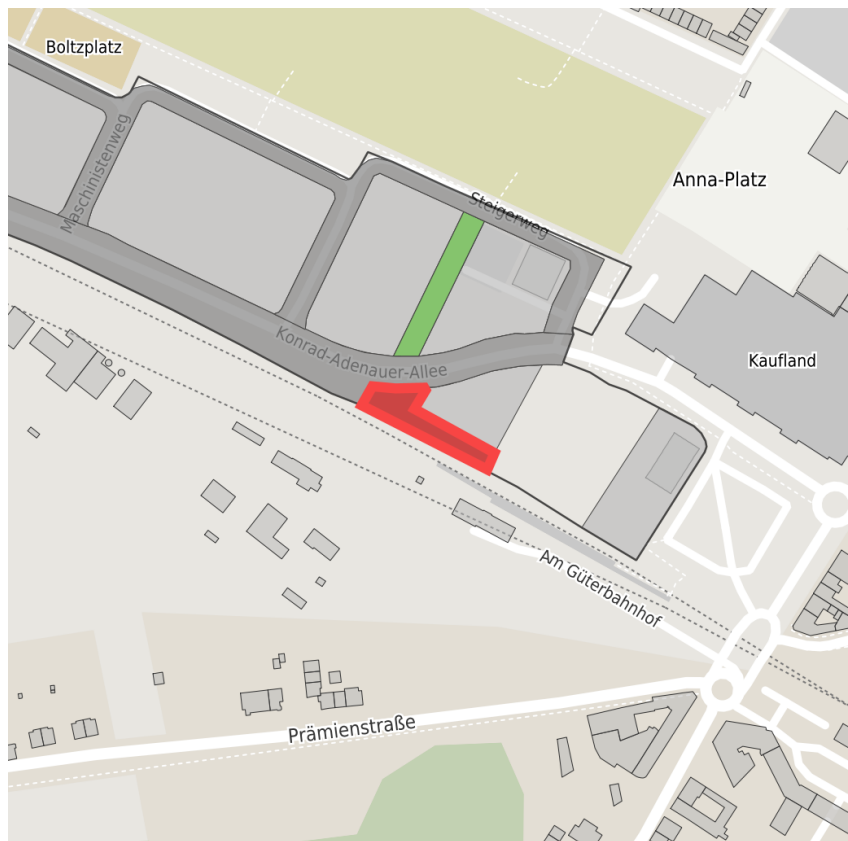 Boltzplatz
Maschinistenweg
Steigerweg
Anna-Platz
Konrad-Adenauer-Allee
Kaufland
Am Güterbahnhof
Prämienstraße